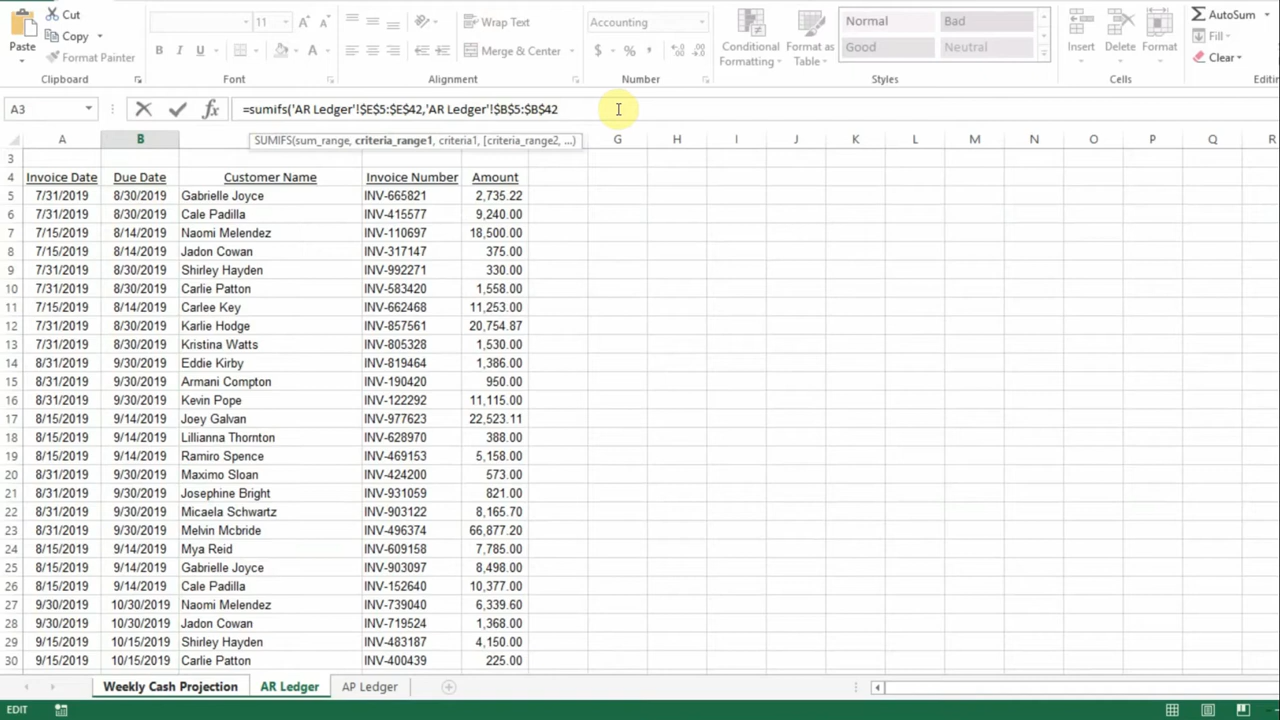 Cut
Copy
Format Painter
Paste
Clipboard
11
A A
B I U
A
Font
Wrap Text
Merge & Center
Alignment
Accounting
$ % ,
Number
Conditional Formatting
Format as Table
Normal Bad
Good Neutral
Styles
Insert Delete Format
Cells
AutoSum
Fill
Clear
Editin
A3 fx =sumifs('AR Ledger'!$E$5:$E$42,'AR Ledger'!$B$5:$B$42
SUMIFS(sum_range, criteria_range1, criteria1, [criteria_range2, ...)
A B G H I J K L M N O P Q R
3
4 Invoice Date Due Date Customer Name Invoice Number Amount
5 7/31/2019 8/30/2019 Gabrielle Joyce INV-665821 2,735.22
6 7/31/2019 8/30/2019 Cale Padilla INV-415577 9,240.00
7 7/15/2019 8/14/2019 Naomi Melendez INV-110697 18,500.00
8 7/15/2019 8/14/2019 Jadon Cowan INV-317147 375.00
9 7/31/2019 8/30/2019 Shirley Hayden INV-992271 330.00
10 7/31/2019 8/30/2019 Carlie Patton INV-583420 1,558.00
11 7/15/2019 8/14/2019 Carlee Key INV-662468 11,253.00
12 7/31/2019 8/30/2019 Karlie Hodge INV-857561 20,754.87
13 7/31/2019 8/30/2019 Kristina Watts INV-805328 1,530.00
14 8/31/2019 9/30/2019 Eddie Kirby INV-819464 1,386.00
15 8/31/2019 9/30/2019 Armani Compton INV-190420 950.00
16 8/31/2019 9/30/2019 Kevin Pope INV-122292 11,115.00
17 8/15/2019 9/14/2019 Joey Galvan INV-977623 22,523.11
18 8/15/2019 9/14/2019 Lillianna Thornton INV-628970 388.00
19 8/15/2019 9/14/2019 Ramiro Spence INV-469153 5,158.00
20 8/31/2019 9/30/2019 Maximo Sloan INV-424200 573.00
21 8/31/2019 9/30/2019 Josephine Bright INV-931059 821.00
22 8/31/2019 9/30/2019 Micaela Schwartz INV-903122 8,165.70
23 8/31/2019 9/30/2019 Melvin Mcbride INV-496374 66,877.20
24 8/15/2019 9/14/2019 Mya Reid INV-609158 7,785.00
25 8/15/2019 9/14/2019 Gabrielle Joyce INV-903097 8,498.00
26 8/15/2019 9/14/2019 Cale Padilla INV-152640 10,377.00
27 9/30/2019 10/30/2019 Naomi Melendez INV-739040 6,339.60
28 9/30/2019 10/30/2019 Jadon Cowan INV-719524 1,368.00
29 9/15/2019 10/15/2019 Shirley Hayden INV-483187 4,150.00
30 9/15/2019 10/15/2019 Carlie Patton INV-400439 225.00
Weekly Cash Projection AR Ledger AP Ledger
EDIT